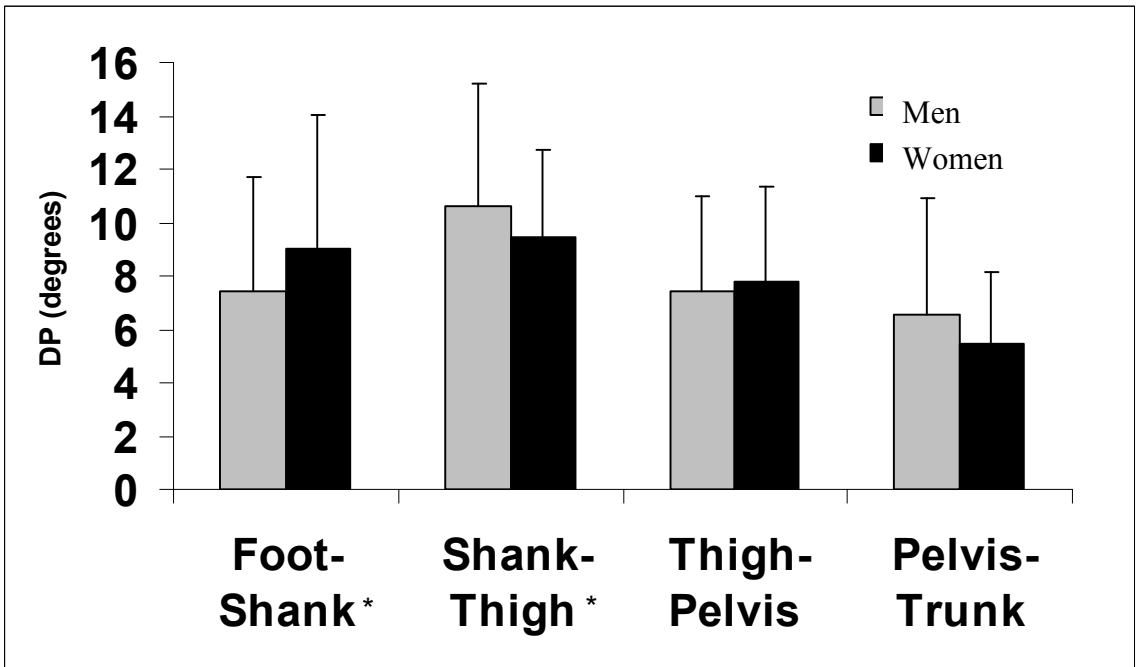 16
14
12
10
8
6
4
2
0
DP (degrees)
Men
Women
Foot-
Shank *
Shank-
Thigh *
Thigh-
Pelvis
Pelvis-
Trunk